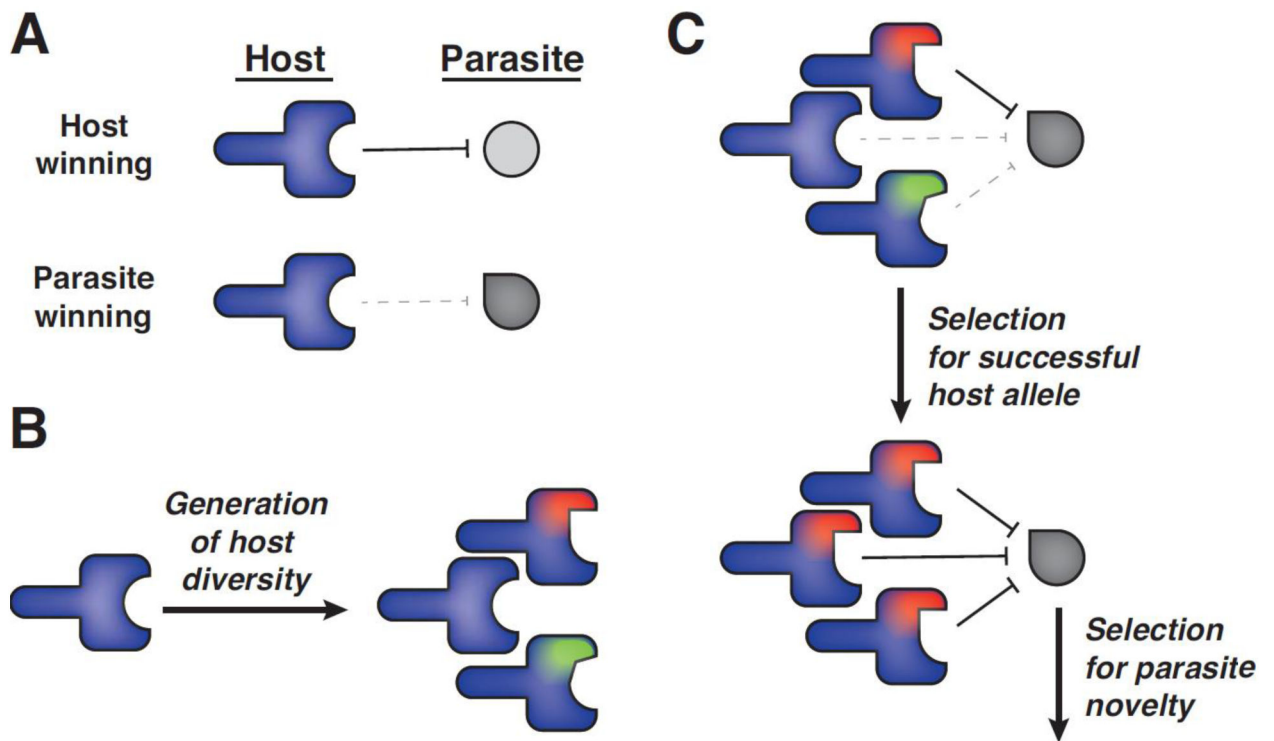 A
Host
Parasite
Host
winning
Parasite
winning
B
Generation
of host
diversity
C
Selection
for successful
host allele
Selection
for parasite
novelty